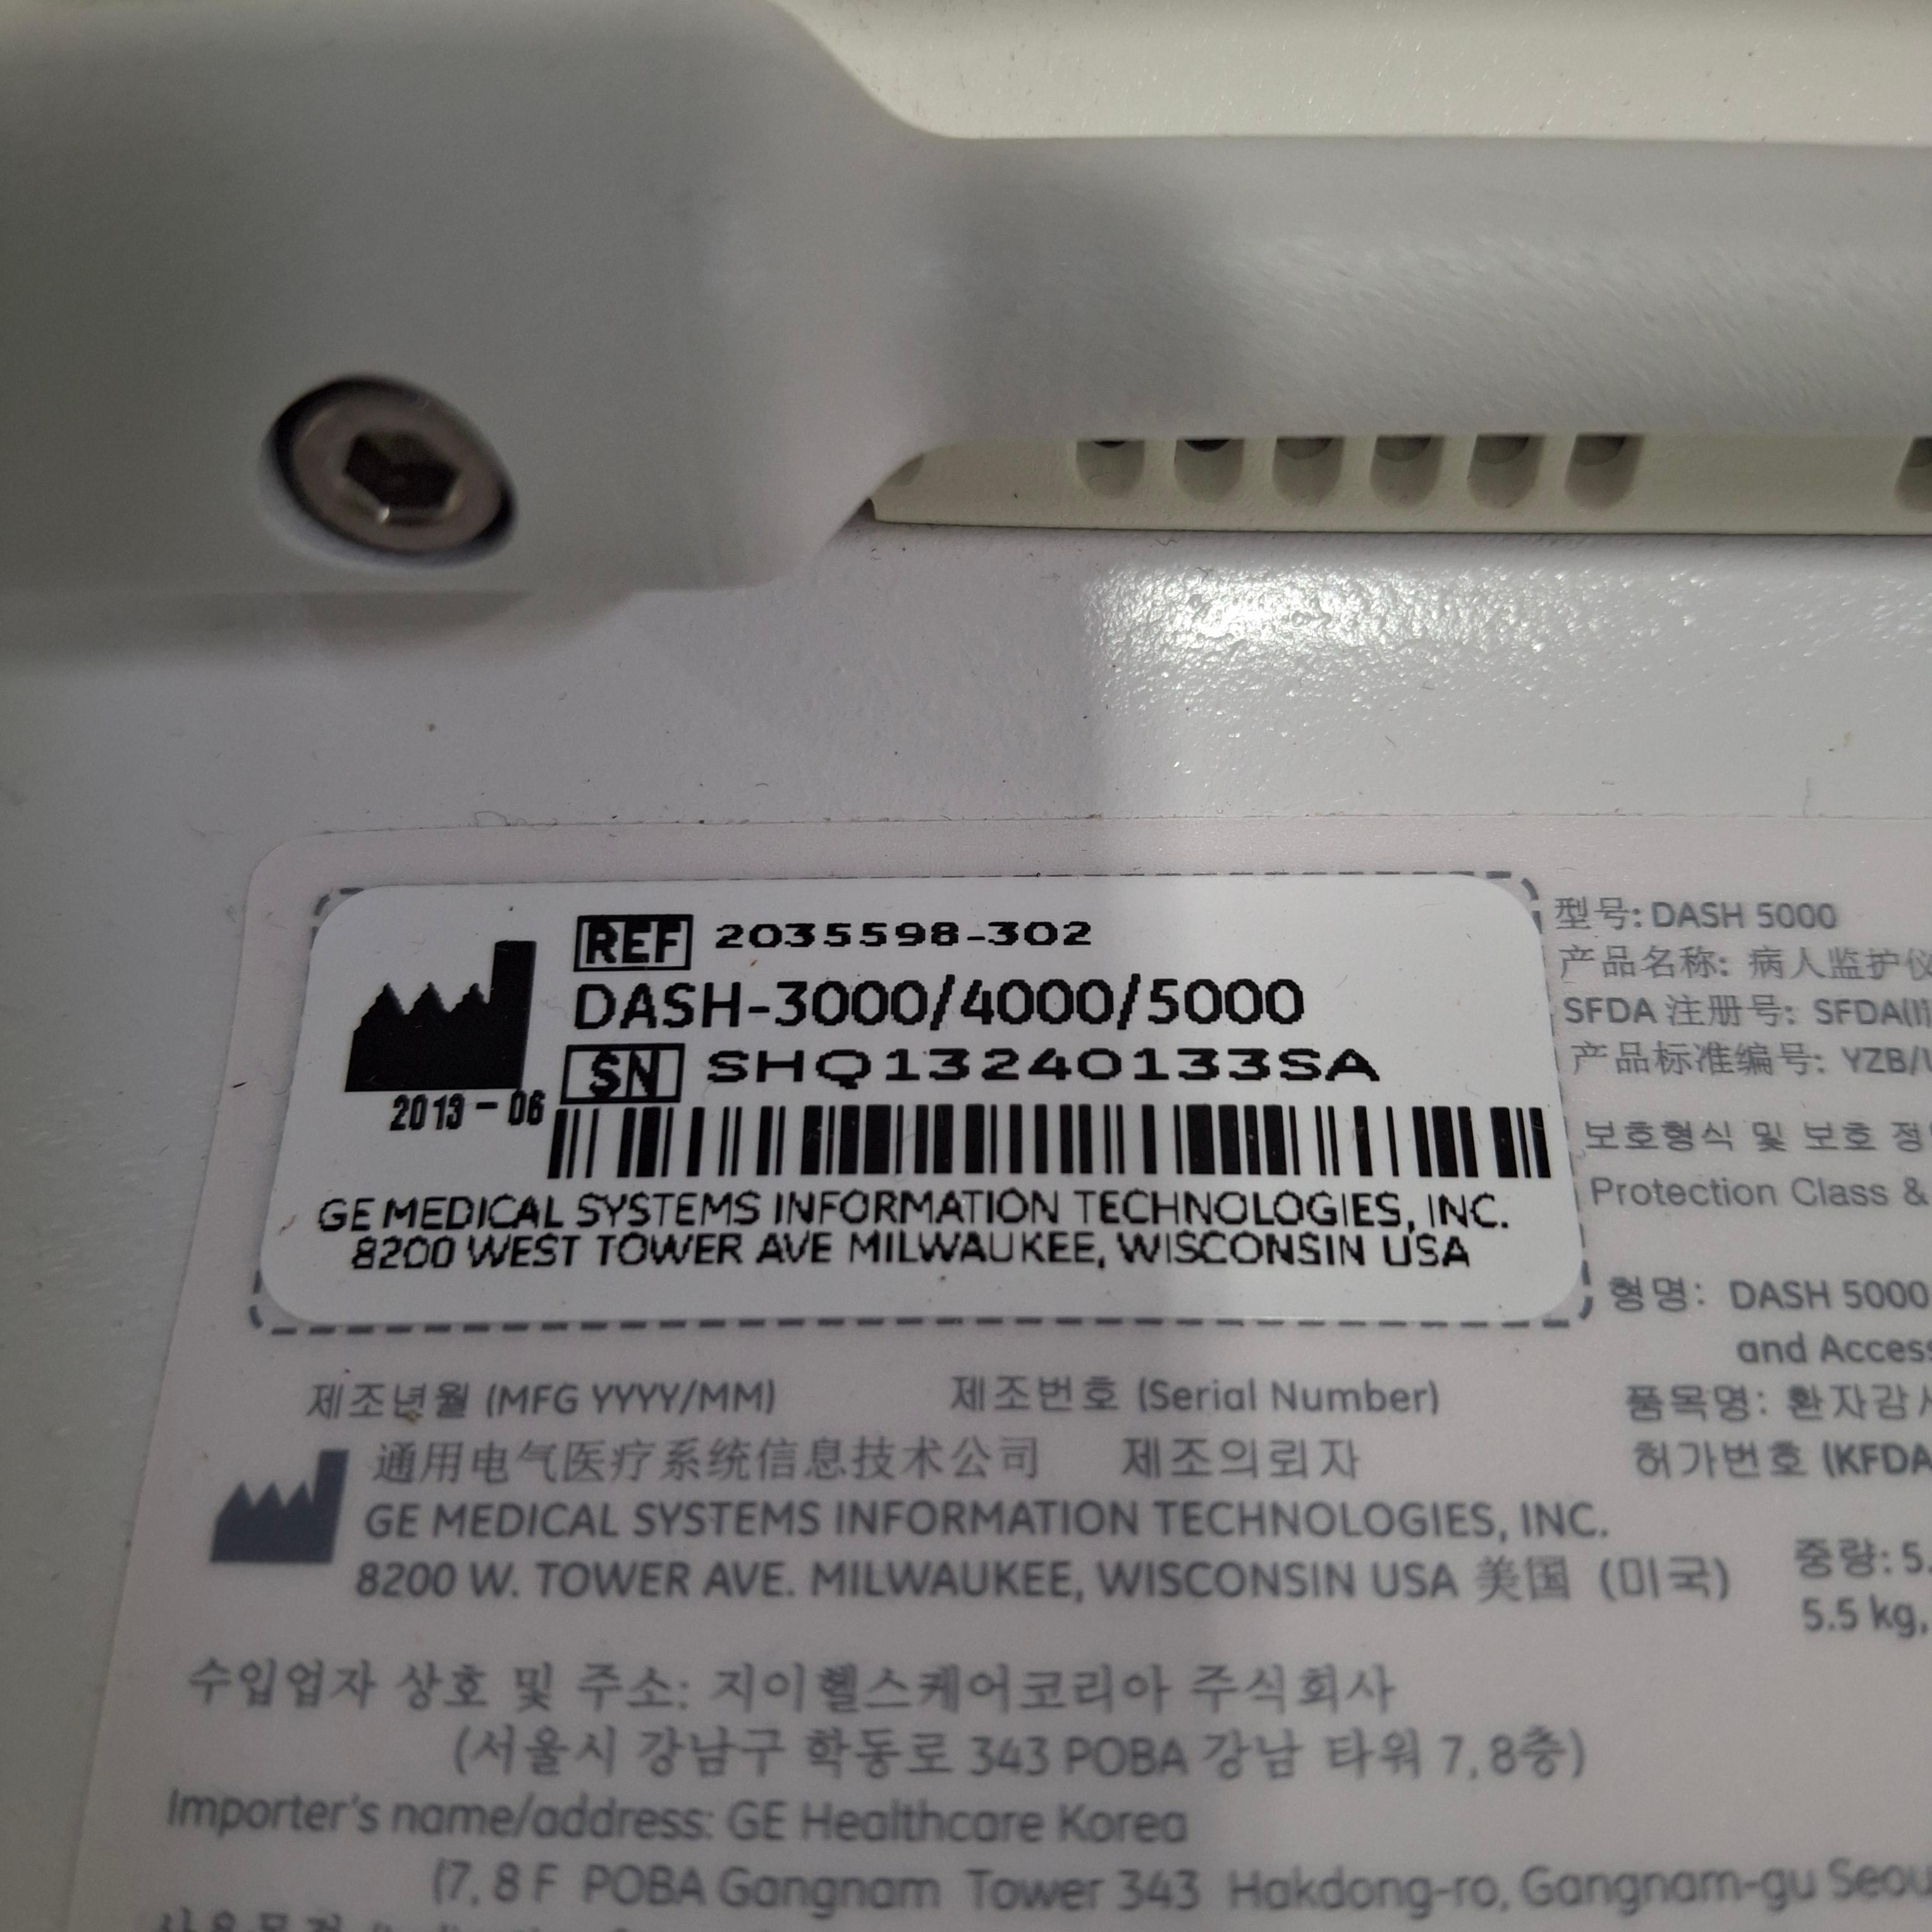 REF 2035598-302
DASH-3000/4000/5000
SN SHQ13240133SA
2013-06
GE MEDICAL SYSTEMS INFORMATION TECHNOLOGIES, INC.
8200 WEST TOWER AVE MILWAUKEE, WISCONSIN USA
型号: DASH 5000
产品名称: 病人监护仪
SFDA 注册号:
产品标准编号:
보호형식 및 보호
Protection Class &
형명: DASH 5000
and
품목명:
허가번호 (KFDA
중량: 5.
5.5 kg,
제조년월 (MFG YYYY/MM) 제조번호 (Serial Number)
通用电气医疗系统信息技术公司 제조의뢰자
GE MEDICAL SYSTEMS INFORMATION TECHNOLOGIES, INC.
8200 W. TOWER AVE. MILWAUKEE, WISCONSIN USA 美国 (미국)
수입업자 상호 및 주소: 지이헬스케어코리아 주식회사
(서울시 강남구 학동로 343 POBA 강남 타워 7, 8층)
Importer's name/address: GE Healthcare Korea
(7, 8 F POBA Gangnam Tower 343 Hakdong-ro, Gangnam-gu